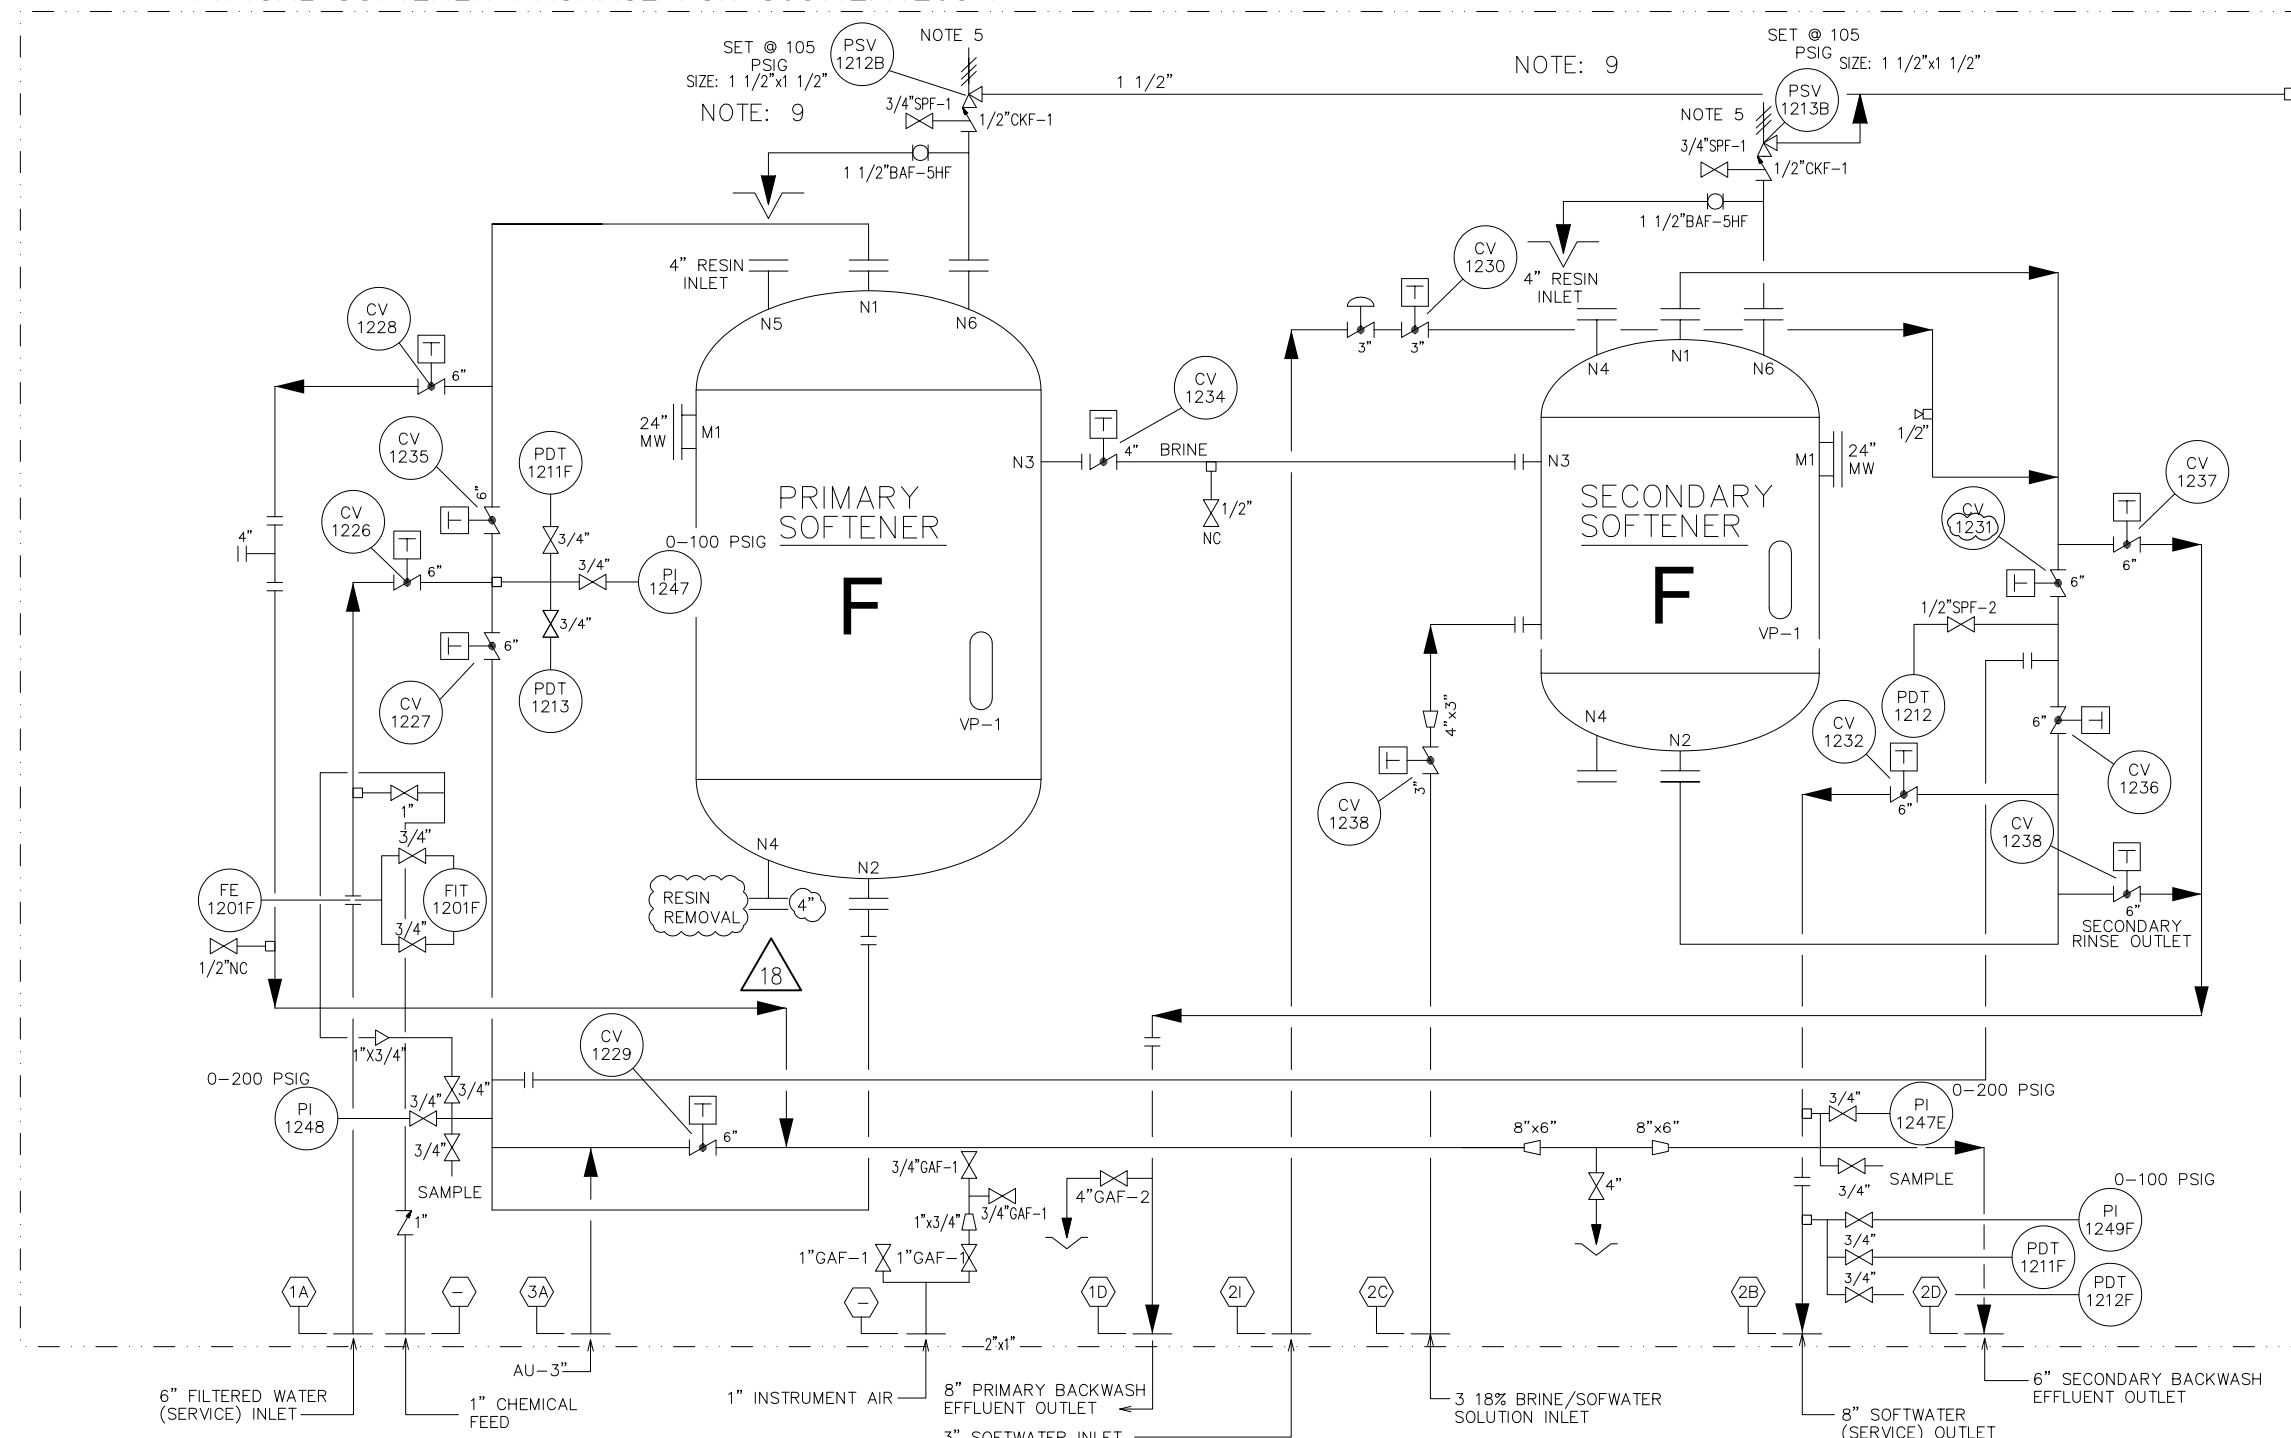 SET @ 105
PSIG
SIZE: 1 1/2"x1 1/2"
NOTE: 9
PSV
1212B
NOTE 5
3/4"SPF-1
1/2"CKF-1
1 1/2"
1 1/2"BAF-5HF
NOTE: 9
SET @ 105
PSIG
SIZE: 1 1/2"x1 1/2"
PSV
1213B
NOTE 5
3/4"SPF-1
1/2"CKF-1
1 1/2"BAF-5HF
4" RESIN
INLET
N5
N1
N6
CV
1228
T
6"
CV
1235
6"
T
PDT
1211F
3/4"
CV
1226
T
6"
4"
3/4"
0-100 PSIG
PI
1247
T
6"
3/4"
CV
1227
PDT
1213
24"
MW
M1
PRIMARY
SOFTENER
F
VP-1
N3
N4
N2
RESIN
REMOVAL
4"
18
CV
1234
T
4"
BRINE
1/2"
NC
CV
1230
T
3"
3"
4" RESIN
INLET
N4
N1
N6
N3
M1
24"
MW
SECONDARY
SOFTENER
F
VP-1
N4
N2
1/2"
CV
1231
T
6"
CV
1237
T
6"
1/2"SPF-2
PDT
1212
6"
T
CV
1236
CV
1232
T
6"
CV
1238
T
6"
SECONDARY
RINSE OUTLET
4"x3"
T
3"
CV
1238
1"
3/4"
FE
1201F
FIT
1201F
3/4"
1/2"NC
1"X3/4"
0-200 PSIG
PI
1248
3/4"
3/4"
3/4"
SAMPLE
1"
CV
1229
T
6"
3/4"GAF-1
3/4"GAF-1
1"x3/4"
1"GAF-1
1"GAF-1
4"GAF-2
8"x6"
8"x6"
4"
3/4"
PI
1247E
0-200 PSIG
SAMPLE
3/4"
0-100 PSIG
PI
1249F
3/4"
PDT
1211F
3/4"
PDT
1212F
1A
-
3A
-
1D
2I
2C
2B
2D
2"x1"
6" FILTERED WATER
(SERVICE) INLET
1" CHEMICAL
FEED
AU-3"
1" INSTRUMENT AIR
8" PRIMARY BACKWASH
EFFLUENT OUTLET
3" SOFTWATER INLET
3 18% BRINE/SOFWATER
SOLUTION INLET
8" SOFTWATER
(SERVICE) OUTLET
6" SECONDARY BACKWASH
EFFLUENT OUTLET